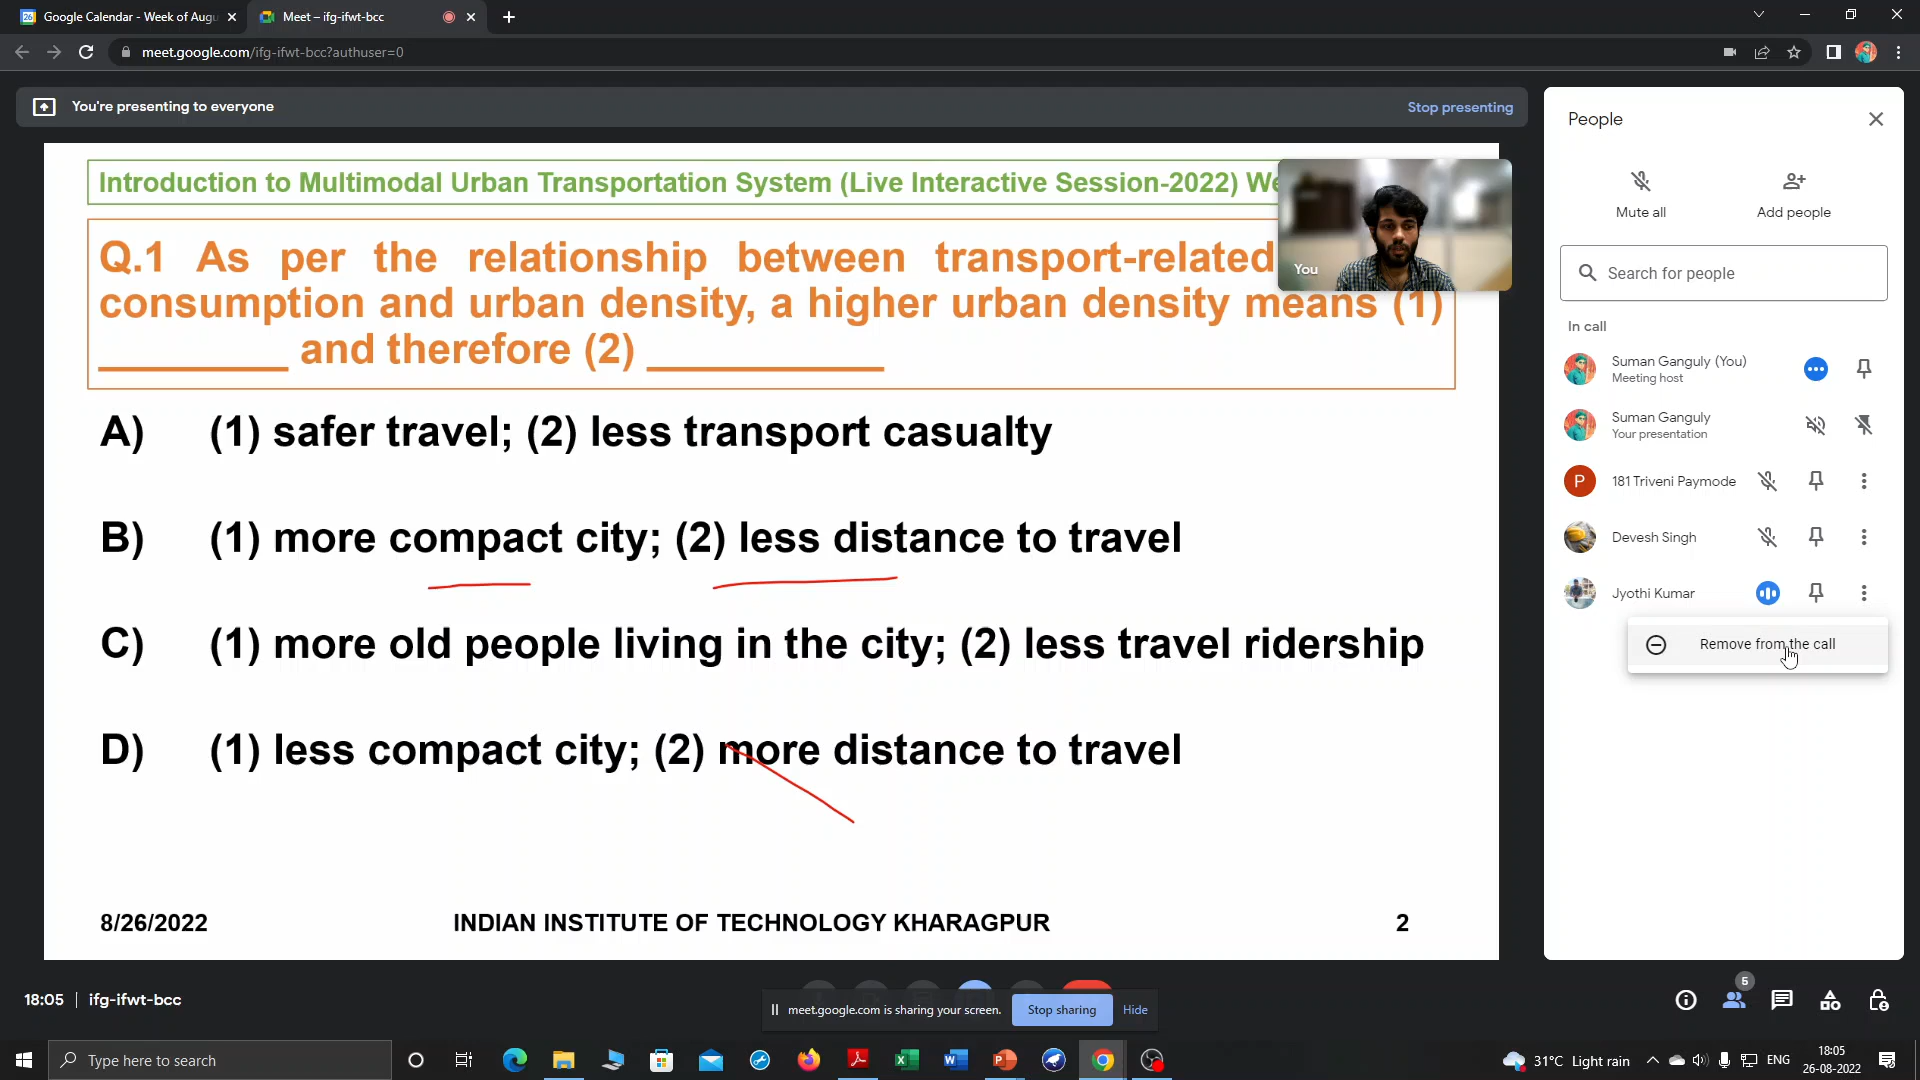 Google Calendar - Week of Augu
Meet – ifg-ifwt-bcc
meet.google.com/ifg-ifwt-bcc?authuser=0
You're presenting to everyone
Stop presenting
Introduction to Multimodal Urban Transportation System (Live Interactive Session-2022) We
Q.1 As per the relationship between transport-related
consumption and urban density, a higher urban density means (1)
_________ and therefore (2) ___________
A) (1) safer travel; (2) less transport casualty
B) (1) more compact city; (2) less distance to travel
C) (1) more old people living in the city; (2) less travel ridership
D) (1) less compact city; (2) more distance to travel
8/26/2022 INDIAN INSTITUTE OF TECHNOLOGY KHARAGPUR 2
You
People
Mute all
Add people
Search for people
In call
Suman Ganguly (You)
Meeting host
Suman Ganguly
Your presentation
P
181 Triveni Paymode
Devesh Singh
Jyothi Kumar
Remove from the call
18:05 | ifg-ifwt-bcc
meet.google.com is sharing your screen.
Stop sharing
Hide
5
Type here to search
31°C Light rain
ENG
18:05
26-08-2022